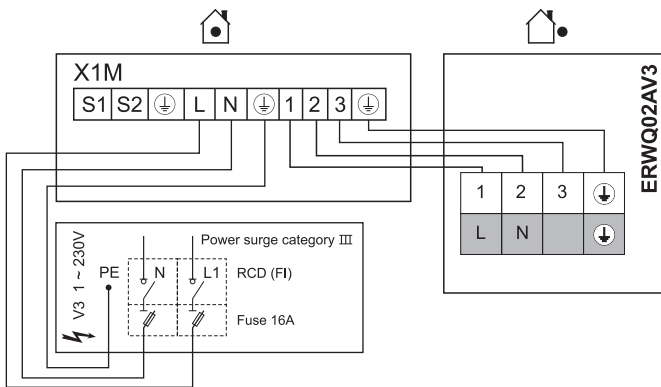 X1M
S1 S2 L N 1 2 3
ERWQ02AV3
1 2 3
L N
V3 1 ~ 230V
Power surge category III
PE N L1 RCD (FI)
Fuse 16A